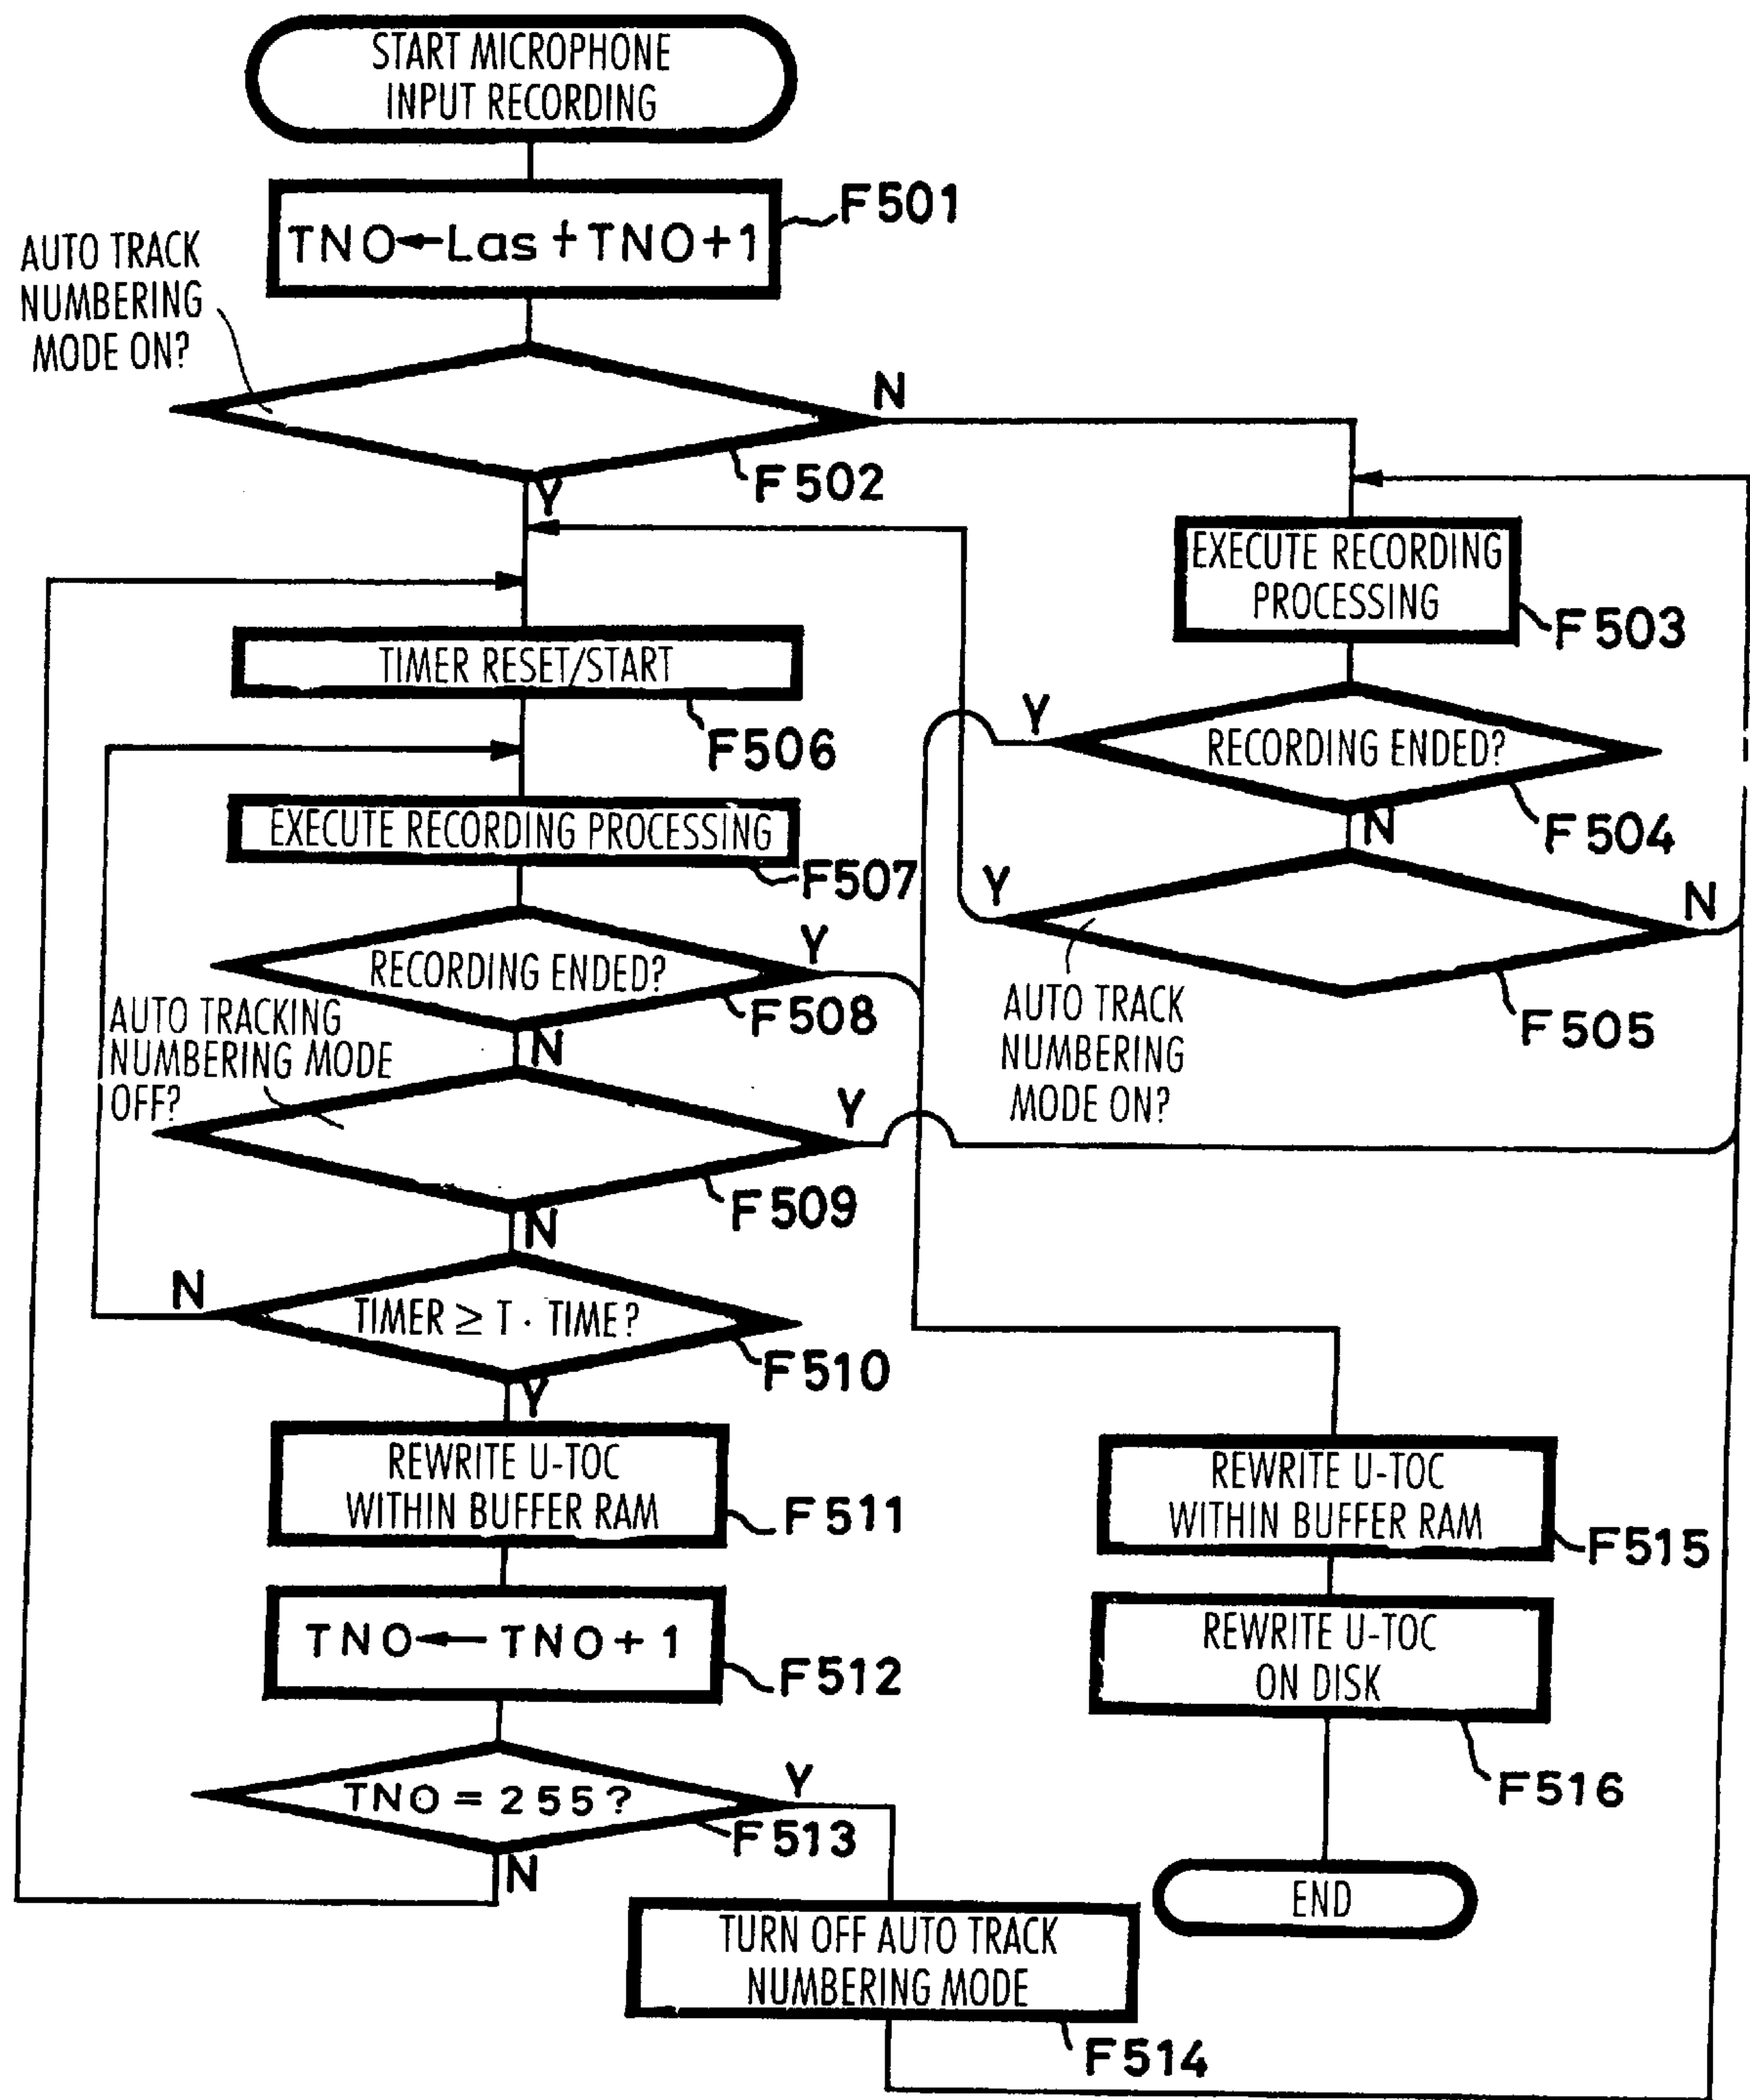 START MICROPHONE
INPUT RECORDING
F501
TNO←Las+TNO+1
AUTO TRACK
NUMBERING
MODE ON?
N
F502
Y
EXECUTE RECORDING
PROCESSING
F503
TIMER RESET/START
F506
Y
RECORDING ENDED?
F504
N
EXECUTE RECORDING PROCESSING
F507
Y
N
F505
AUTO TRACK
NUMBERING
MODE ON?
Y
RECORDING ENDED?
F508
N
AUTO TRACKING
NUMBERING MODE
OFF?
Y
F509
N
N
TIMER ≥ T · TIME?
F510
Y
REWRITE U-TOC
WITHIN BUFFER RAM
F511
REWRITE U-TOC
WITHIN BUFFER RAM
F515
TNO← TNO+1
F512
REWRITE U-TOC
ON DISK
F516
TNO=255?
Y
F513
N
END
TURN OFF AUTO TRACK
NUMBERING MODE
F514